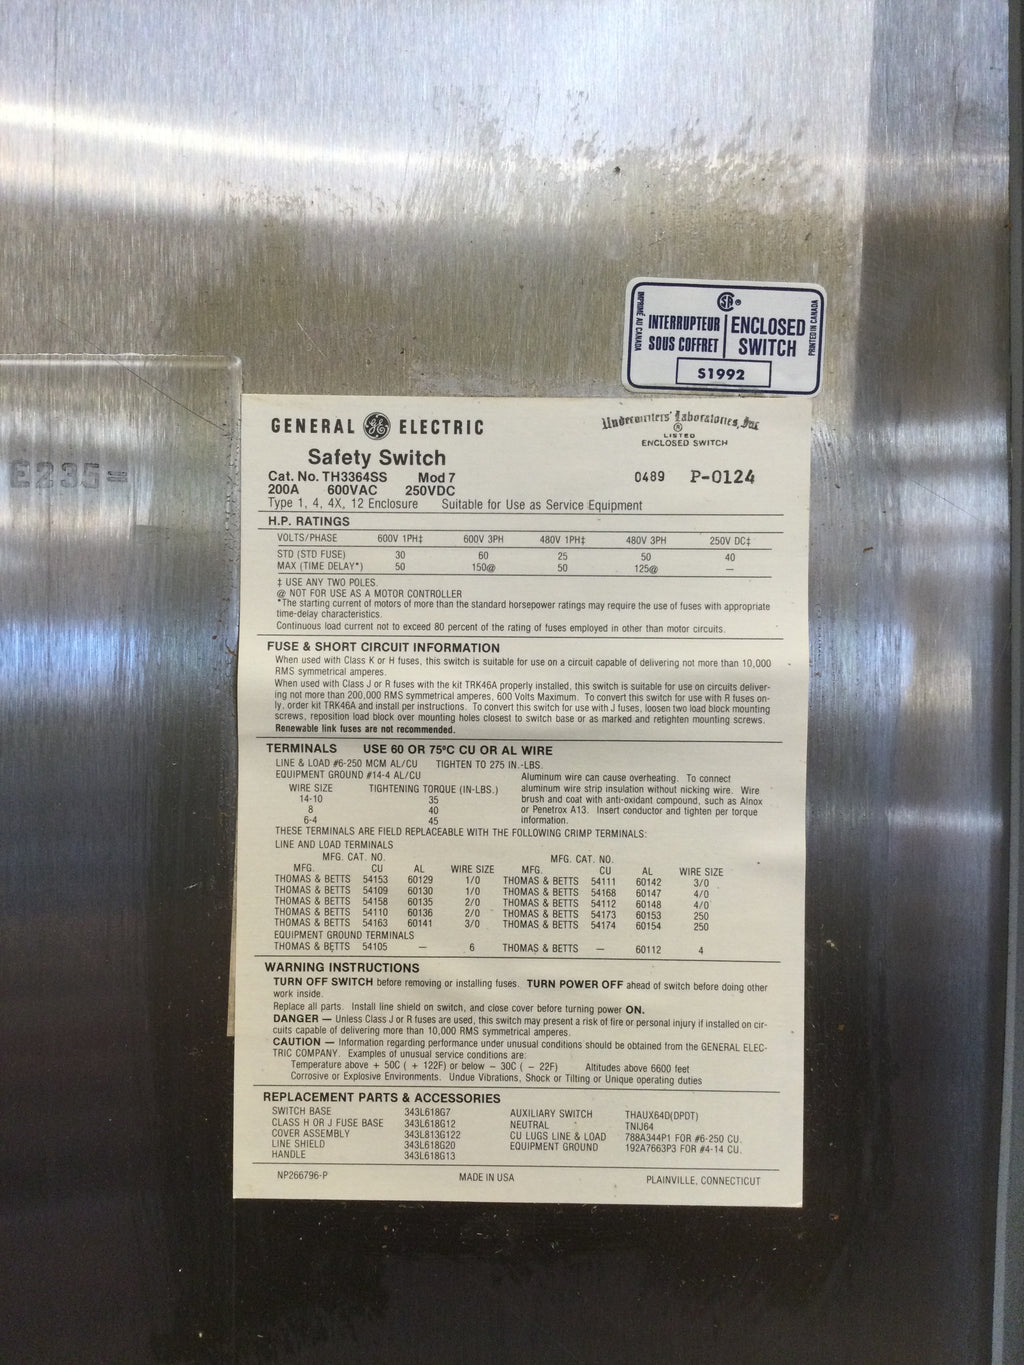 IMPRIMÉ AU CANADA
SA ®
INTERRUPTEUR SOUS COFFRET
ENCLOSED SWITCH
PRINTED IN CANADA
S1992
E235=
GENERAL GE ELECTRIC
Underwriters' Laboratories, Inc
®
LISTED
ENCLOSED SWITCH
Safety Switch
Cat. No. TH3364SS Mod 7 0489 P-0124
200A 600VAC 250VDC
Type 1, 4, 4X, 12 Enclosure Suitable for Use as Service Equipment
H.P. RATINGS
VOLTS/PHASE 600V 1PH‡ 600V 3PH 480V 1PH‡ 480V 3PH 250V DC‡
STD (STD FUSE) 30 60 25 50 40
MAX (TIME DELAY*) 50 150@ 50 125@ —
‡ USE ANY TWO POLES.
@ NOT FOR USE AS A MOTOR CONTROLLER
*The starting current of motors of more than the standard horsepower ratings may require the use of fuses with appropriate
time-delay characteristics.
Continuous load current not to exceed 80 percent of the rating of fuses employed in other than motor circuits.
FUSE & SHORT CIRCUIT INFORMATION
When used with Class K or H fuses, this switch is suitable for use on a circuit capable of delivering not more than 10,000
RMS symmetrical amperes.
When used with Class J or R fuses with the kit TRK46A properly installed, this switch is suitable for use on circuits deliver-
ing not more than 200,000 RMS symmetrical amperes, 600 Volts Maximum. To convert this switch for use with R fuses on-
ly, order kit TRK46A and install per instructions. To convert this switch for use with J fuses, loosen two load block mounting
screws, reposition load block over mounting holes closest to switch base or as marked and retighten mounting screws.
Renewable link fuses are not recommended.
TERMINALS USE 60 OR 75°C CU OR AL WIRE
LINE & LOAD #6-250 MCM AL/CU TIGHTEN TO 275 IN.-LBS.
EQUIPMENT GROUND #14-4 AL/CU
WIRE SIZE TIGHTENING TORQUE (IN-LBS.)
14-10 35
8 40
6-4 45
Aluminum wire can cause overheating. To connect
aluminum wire strip insulation without nicking wire. Wire
brush and coat with anti-oxidant compound, such as Alnox
or Penetrox A13. Insert conductor and tighten per torque
information.
THESE TERMINALS ARE FIELD REPLACEABLE WITH THE FOLLOWING CRIMP TERMINALS:
LINE AND LOAD TERMINALS
MFG. CAT. NO. MFG. CAT. NO.
MFG. CU AL WIRE SIZE MFG. CU AL WIRE SIZE
THOMAS & BETTS 54153 60129 1/0 THOMAS & BETTS 54111 60142 3/0
THOMAS & BETTS 54109 60130 1/0 THOMAS & BETTS 54168 60147 4/0
THOMAS & BETTS 54158 60135 2/0 THOMAS & BETTS 54112 60148 4/0
THOMAS & BETTS 54110 60136 2/0 THOMAS & BETTS 54173 60153 250
THOMAS & BETTS 54163 60141 3/0 THOMAS & BETTS 54174 60154 250
EQUIPMENT GROUND TERMINALS
THOMAS & BETTS 54105 — 6 THOMAS & BETTS — 60112 4
WARNING INSTRUCTIONS
TURN OFF SWITCH before removing or installing fuses. TURN POWER OFF ahead of switch before doing other
work inside.
Replace all parts. Install line shield on switch, and close cover before turning power ON.
DANGER — Unless Class J or R fuses are used, this switch may present a risk of fire or personal injury if installed on cir-
cuits capable of delivering more than 10,000 RMS symmetrical amperes.
CAUTION — Information regarding performance under unusual conditions should be obtained from the GENERAL ELEC-
TRIC COMPANY. Examples of unusual service conditions are:
Temperature above + 50C ( + 122F) or below – 30C ( – 22F) Altitudes above 6600 feet
Corrosive or Explosive Environments. Undue Vibrations, Shock or Tilting or Unique operating duties
REPLACEMENT PARTS & ACCESSORIES
SWITCH BASE 343L618G7 AUXILIARY SWITCH THAUX64D(DPDT)
CLASS H OR J FUSE BASE 343L618G12 NEUTRAL TNIJ64
COVER ASSEMBLY 343L813G122 CU LUGS LINE & LOAD 788A344P1 FOR #6-250 CU.
LINE SHIELD 343L618G20 EQUIPMENT GROUND 192A7663P3 FOR #4-14 CU.
HANDLE 343L618G13
NP266796-P MADE IN USA PLAINVILLE, CONNECTICUT